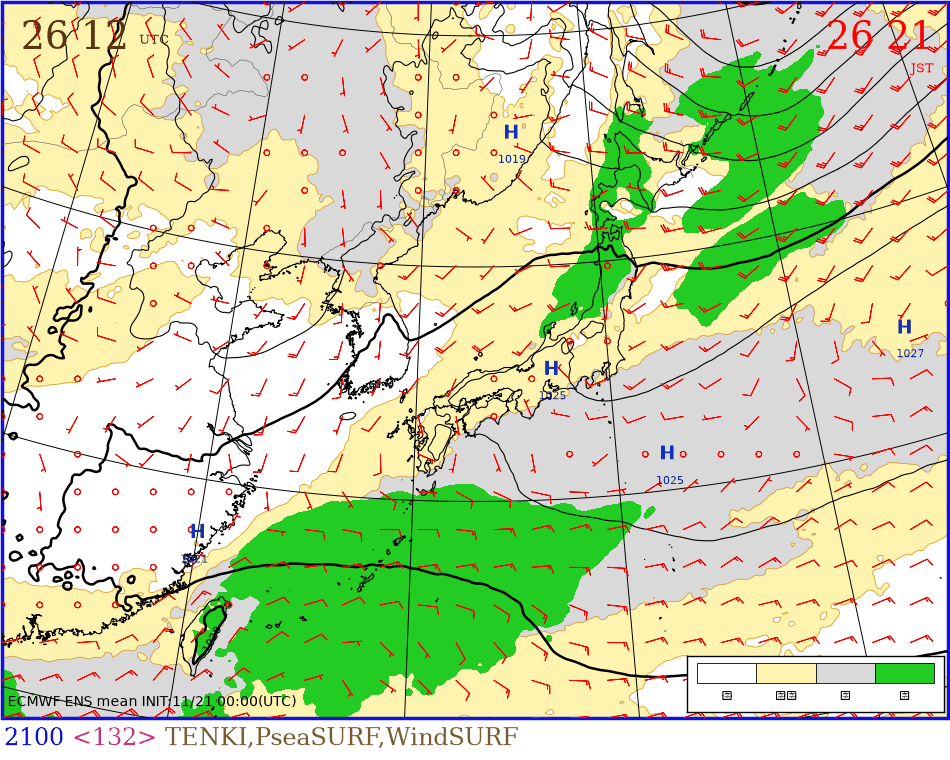 26 12 UTC
26 21
JST
H
1019
H
1027
H
1025
H
1025
H
ECMWF ENS mean INIT:11/21 00:00(UTC)
2100 <132> TENKI,PseaSURF,WindSURF